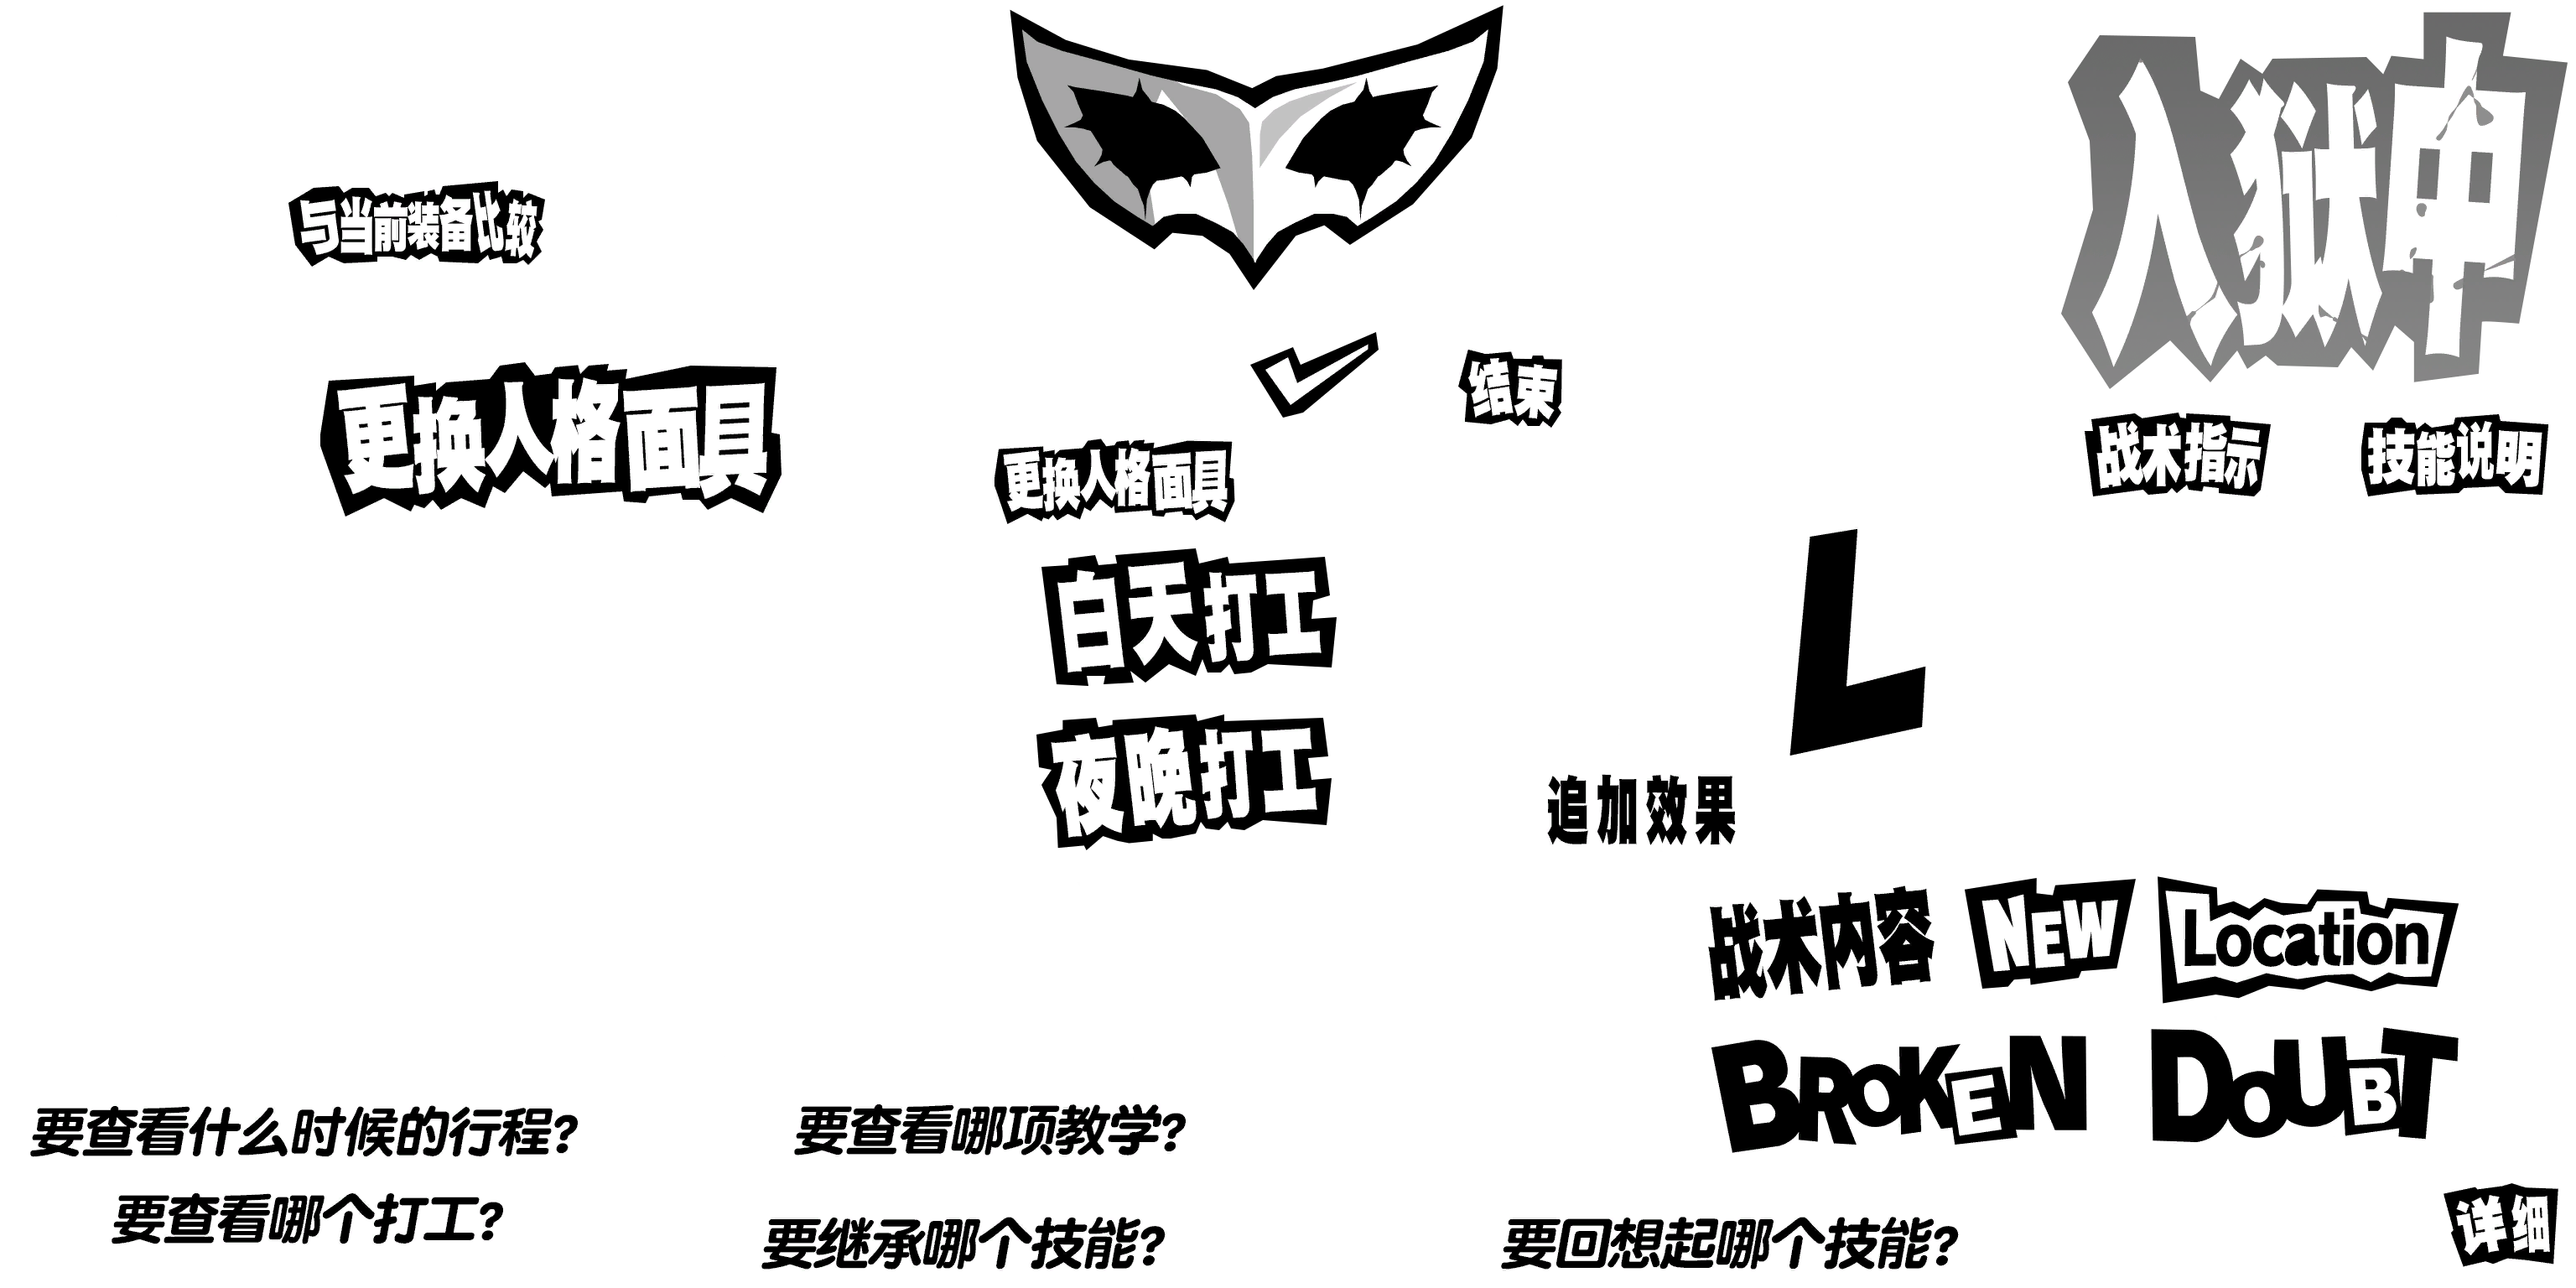 入狱中
与当前装备比较
结束
更换人格面具
战术指示
技能说明
更换人格面具
白天打工
夜晚打工
L
追加效果
战术内容
NEW
Location
BROKEN
DOUBT
要查看什么时候的行程?
要查看哪项教学?
要查看哪个打工?
要继承哪个技能?
要回想起哪个技能?
详细